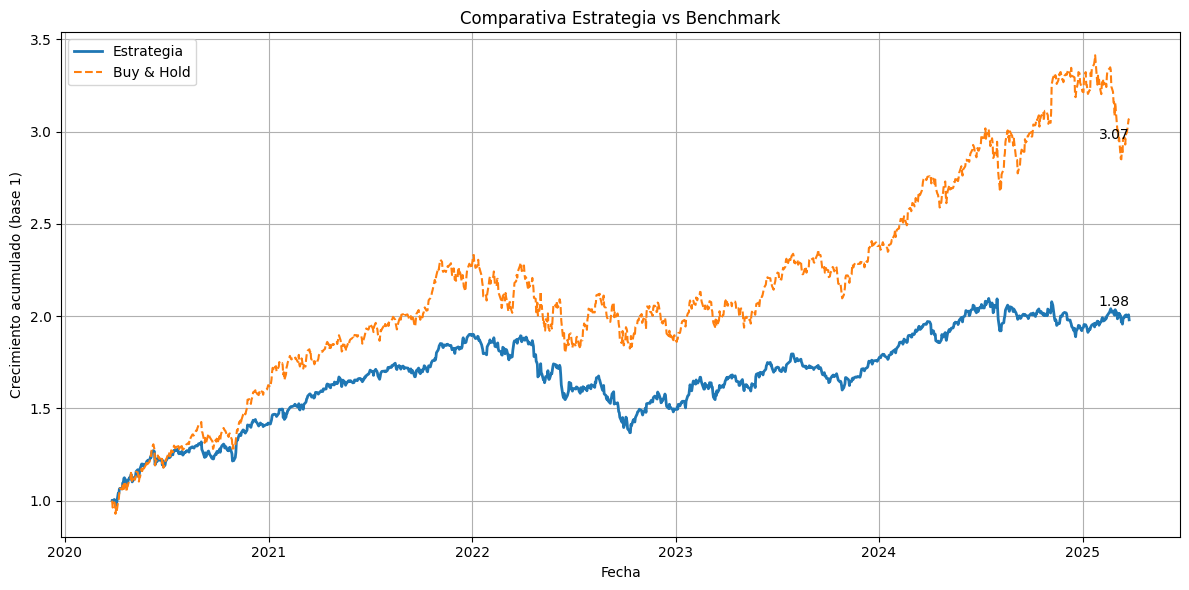 Comparativa Estrategia vs Benchmark
Estrategia
Buy & Hold
Crecimiento acumulado (base 1)
3.5
3.0
2.5
2.0
1.5
1.0
3.07
1.98
2020
2021
2022
2023
2024
2025
Fecha